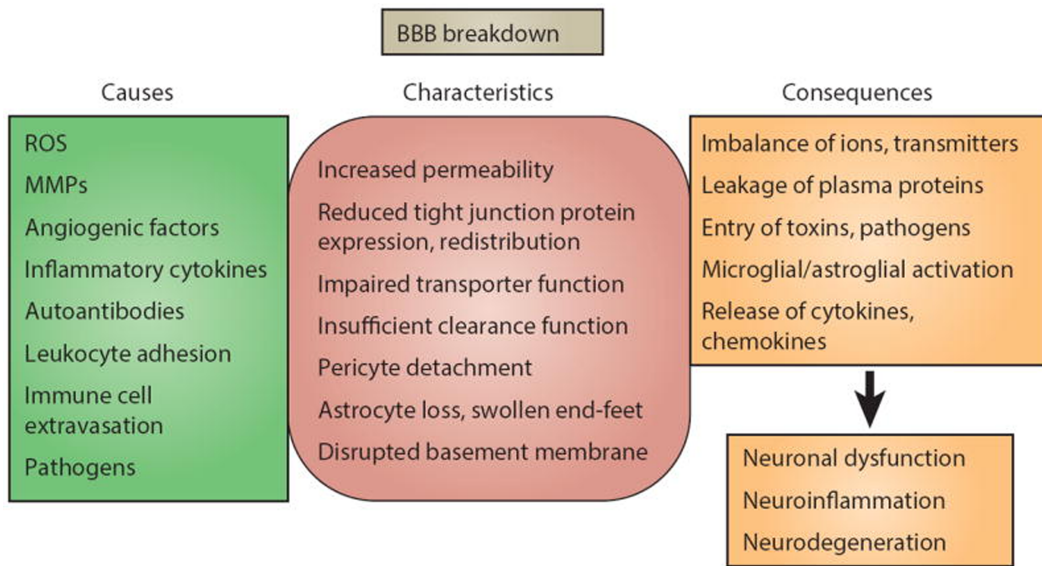 BBB breakdown
Causes
ROS
MMPs
Angiogenic factors
Inflammatory cytokines
Autoantibodies
Leukocyte adhesion
Immune cell
extravasation
Pathogens
Characteristics
Increased permeability
Reduced tight junction protein
expression, redistribution
Impaired transporter function
Insufficient clearance function
Pericyte detachment
Astrocyte loss, swollen end-feet
Disrupted basement membrane
Consequences
Imbalance of ions, transmitters
Leakage of plasma proteins
Entry of toxins, pathogens
Microglial/astroglial activation
Release of cytokines,
chemokines
Neuronal dysfunction
Neuroinflammation
Neurodegeneration